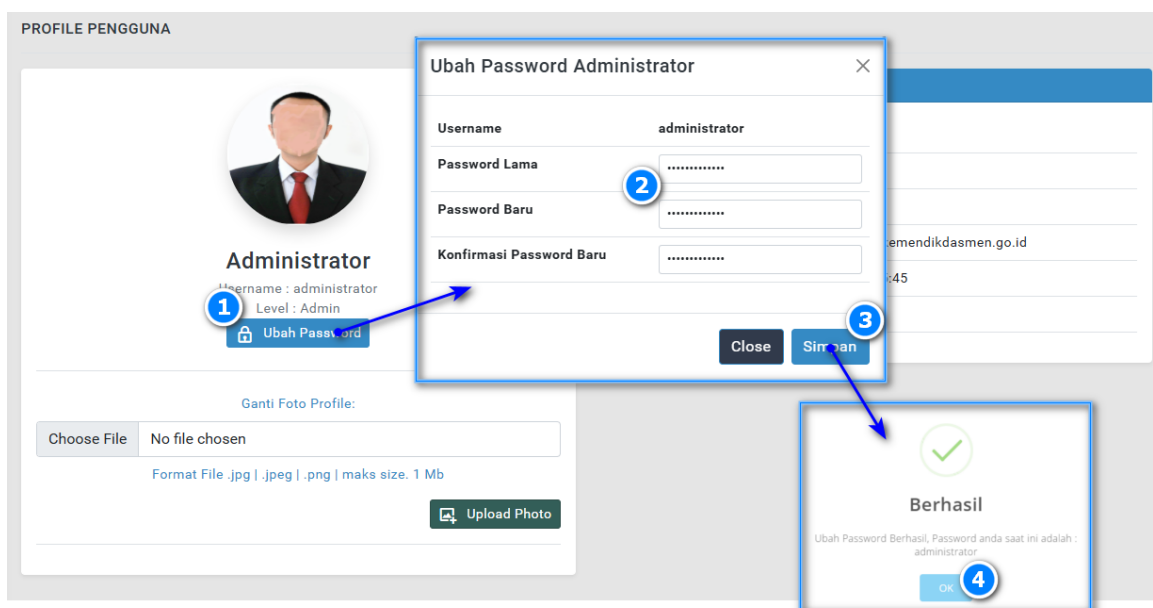 PROFILE PENGGUNA
Administrator
Username : administrator
Level : Admin
1
Ubah Password
Ganti Foto Profile:
Choose File No file chosen
Format File .jpg | .jpeg | .png | maks size. 1 Mb
Upload Photo
Ubah Password Administrator
Username administrator
Password Lama •••••••••••••
2
Password Baru •••••••••••••
Konfirmasi Password Baru •••••••••••••
3
Close Simpan
emendikdasmen.go.id
:45
Berhasil
Ubah Password Berhasil, Password anda saat ini adalah :
administrator
OK
4